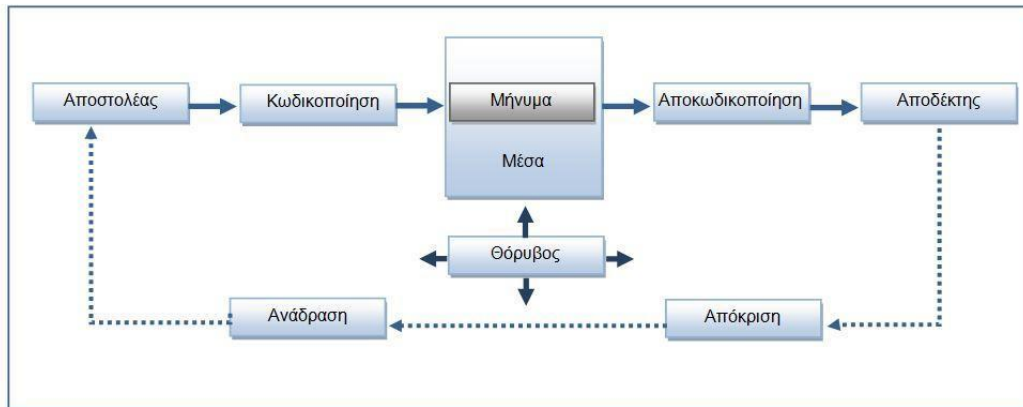 Αποστολέας
Κωδικοποίηση
Μήνυμα
Μέσα
Αποκωδικοποίηση
Αποδέκτης
Θόρυβος
Ανάδραση
Απόκριση